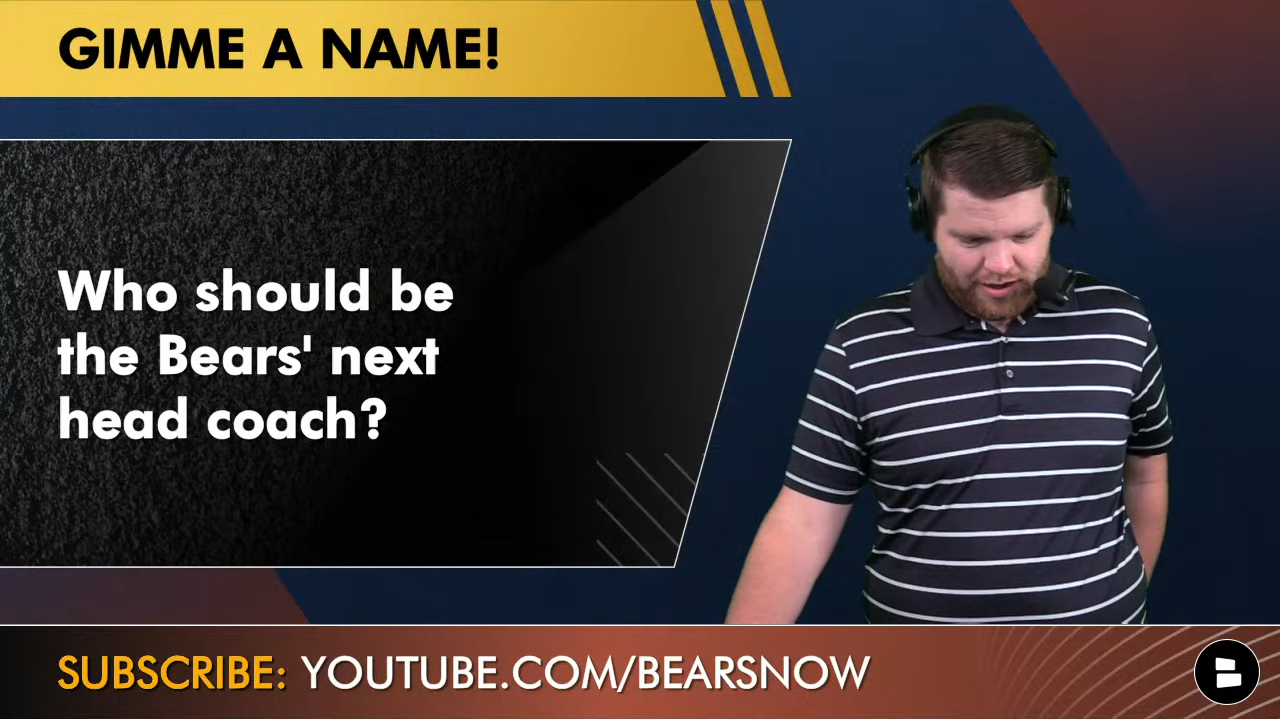 GIMME A NAME!
Who should be
the Bears' next
head coach?
SUBSCRIBE: YOUTUBE.COM/BEARSNOW